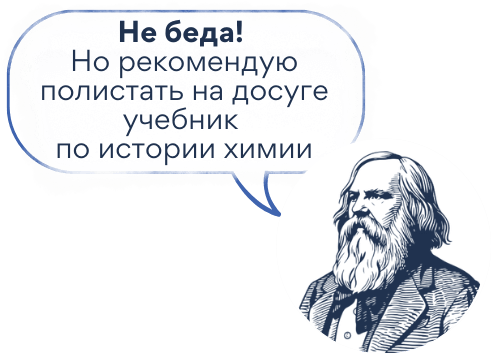 Не беда!
Но рекомендую
полистать на досуге
учебник
по истории химии
©